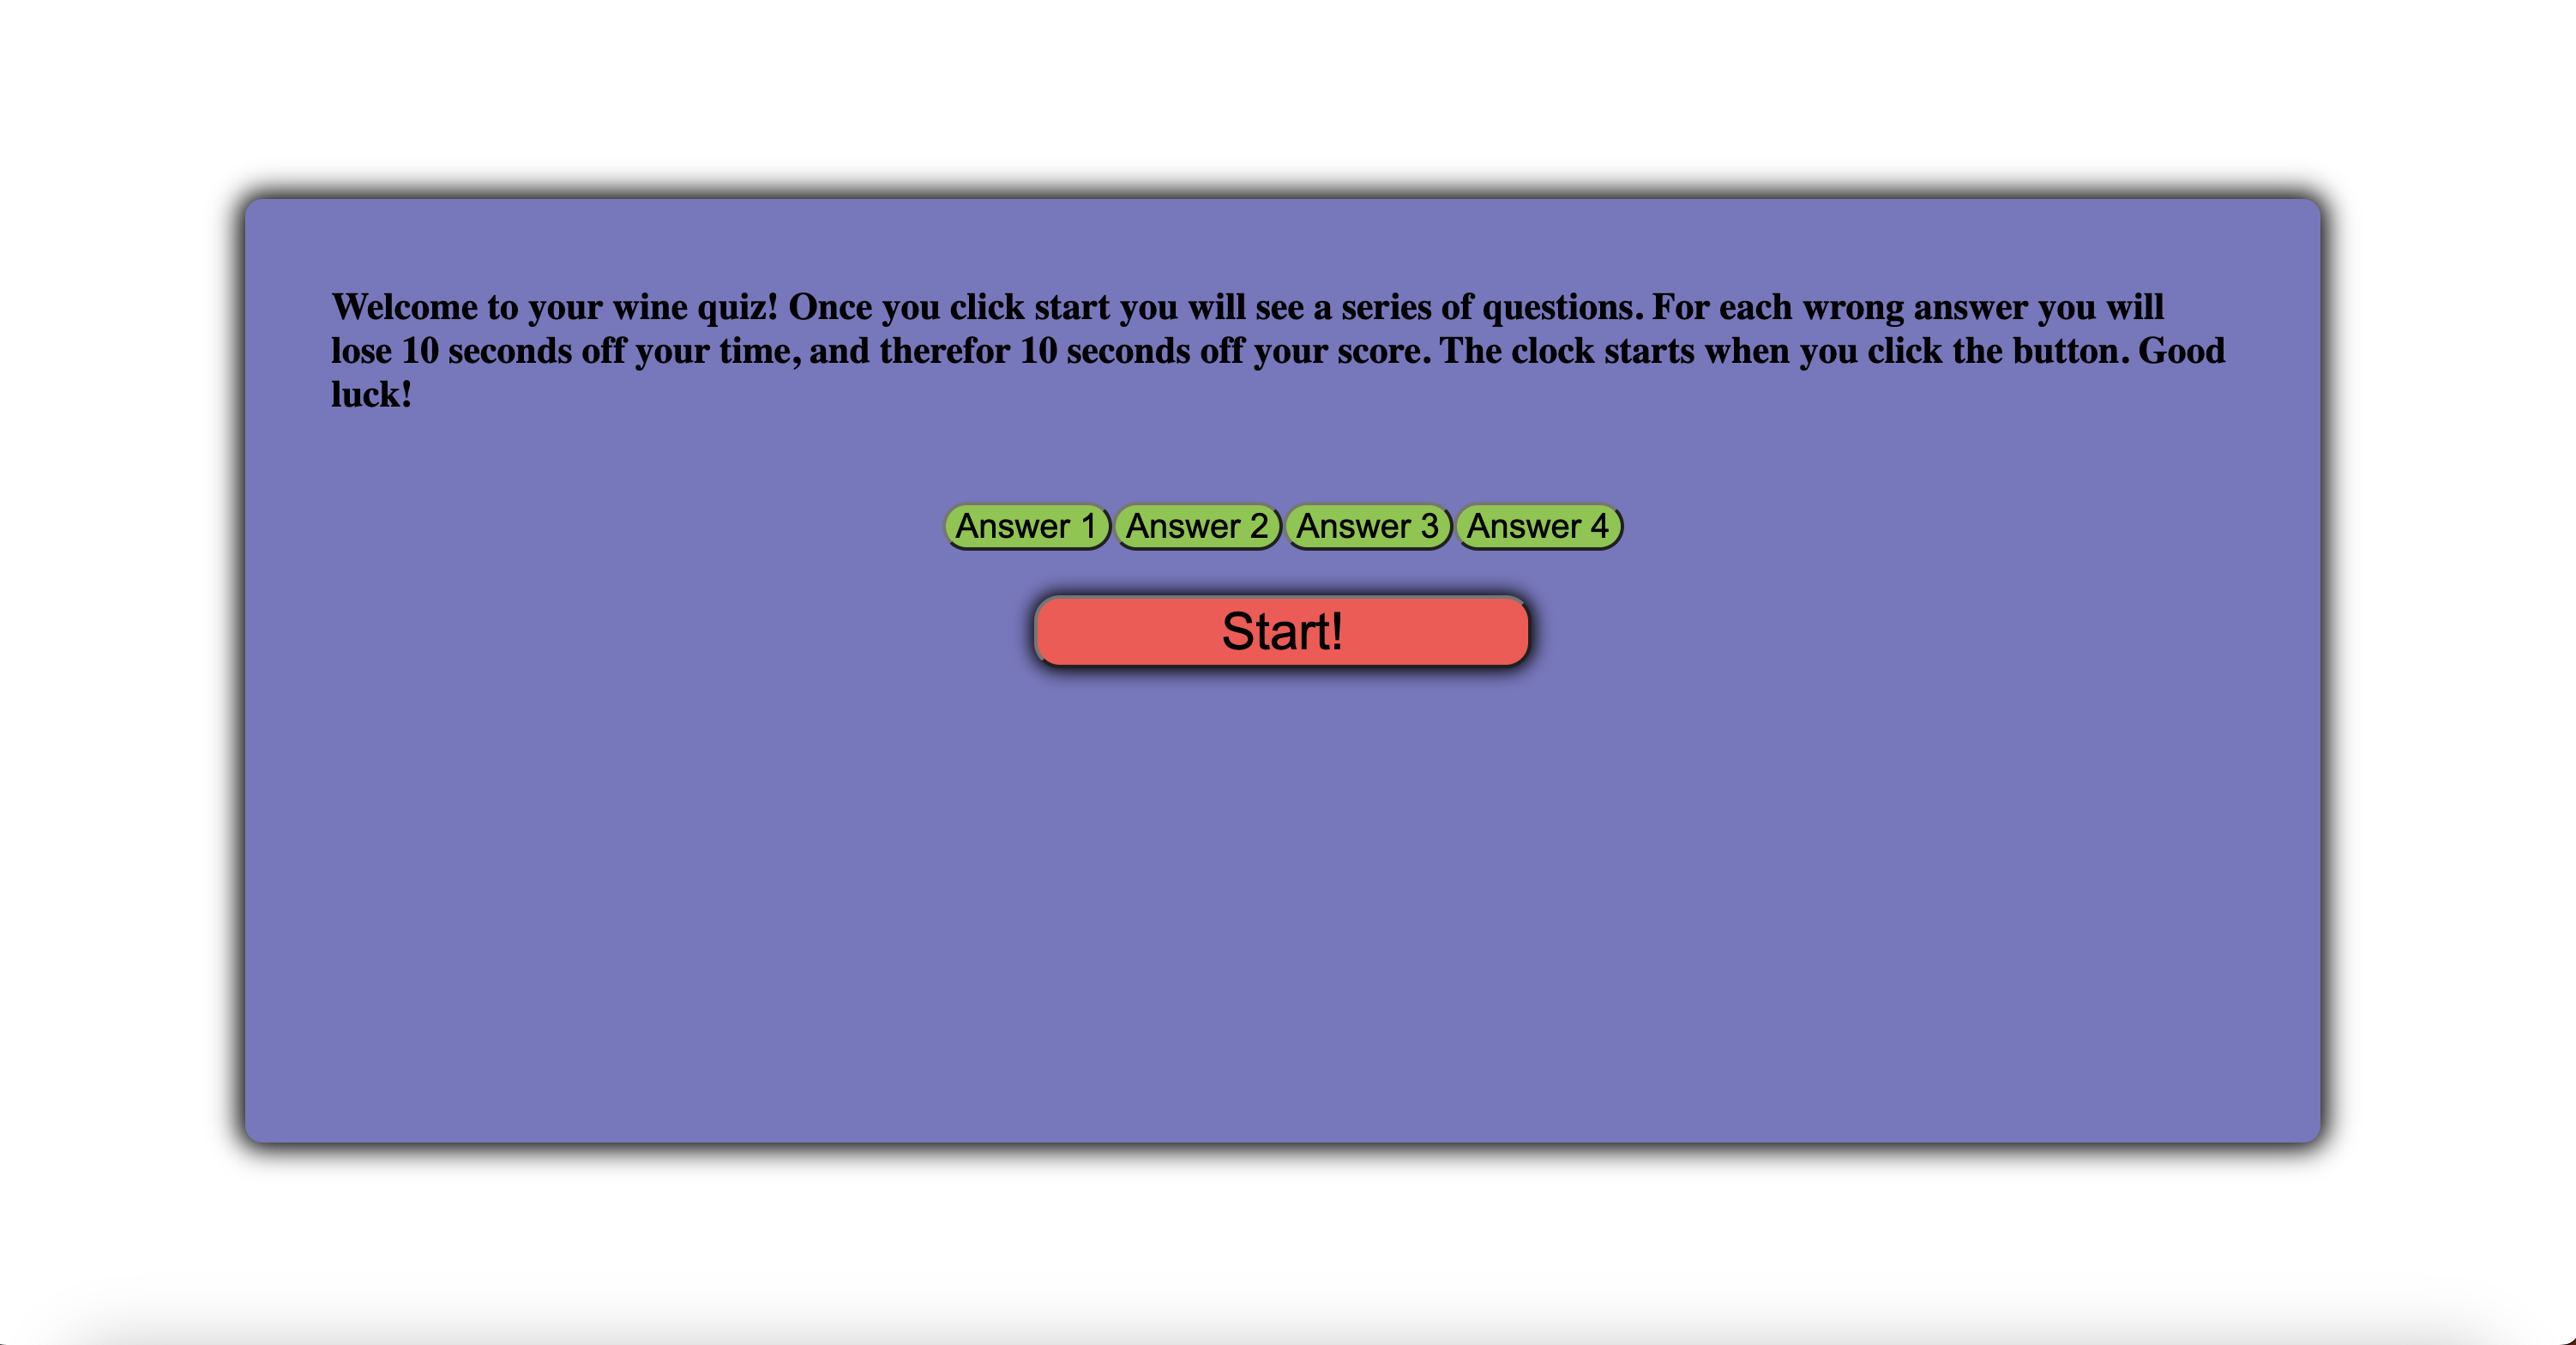 Welcome to your wine quiz! Once you click start you will see a series of questions. For each wrong answer you will
lose 10 seconds off your time, and therefor 10 seconds off your score. The clock starts when you click the button. Good
luck!
Answer 1 Answer 2 Answer 3 Answer 4
Start!